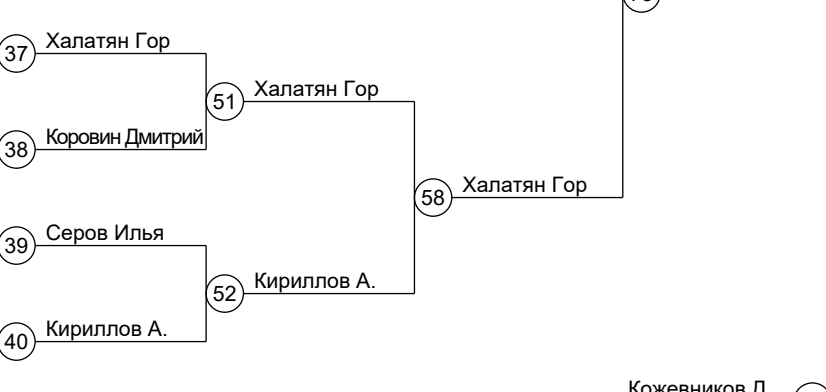 37 Халатян Гор
51 Халатян Гор
38 Коровин Дмитрий
58 Халатян Гор
39 Серов Илья
52 Кириллов А.
40 Кириллов А.
Кожевников Д.